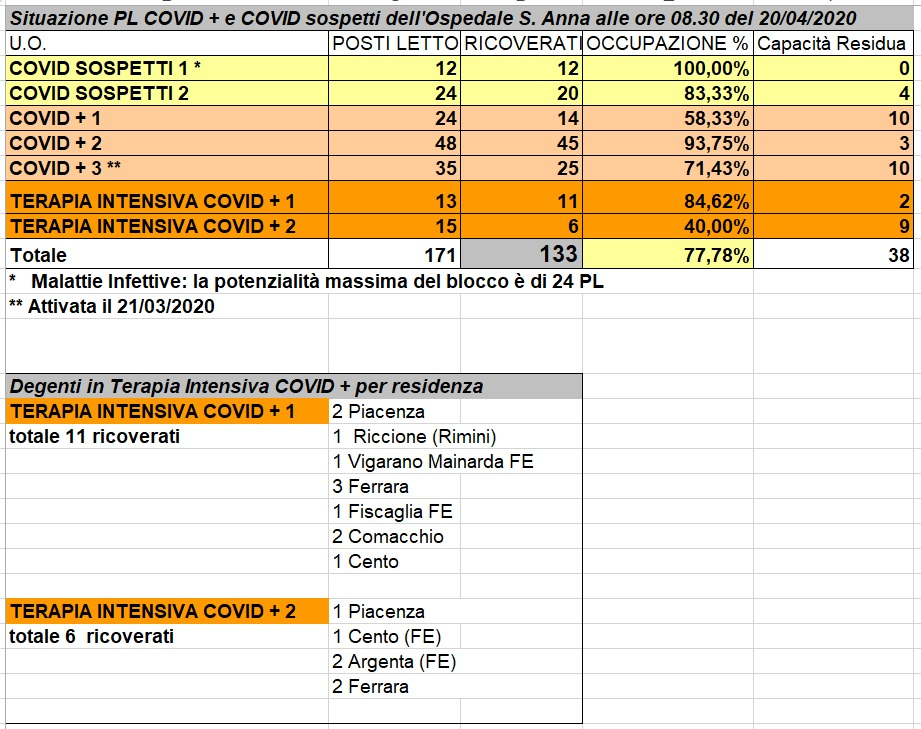 Situazione PL COVID + e COVID sospetti dell'Ospedale S. Anna alle ore 08.30 del 20/04/2020
U.O. POSTI LETTO RICOVERATI OCCUPAZIONE % Capacità Residua
COVID SOSPETTI 1 * 12 12 100,00% 0
COVID SOSPETTI 2 24 20 83,33% 4
COVID + 1 24 14 58,33% 10
COVID + 2 48 45 93,75% 3
COVID + 3 ** 35 25 71,43% 10
TERAPIA INTENSIVA COVID + 1 13 11 84,62% 2
TERAPIA INTENSIVA COVID + 2 15 6 40,00% 9
Totale 171 133 77,78% 38
* Malattie Infettive: la potenzialità massima del blocco è di 24 PL
** Attivata il 21/03/2020
Degenti in Terapia Intensiva COVID + per residenza
TERAPIA INTENSIVA COVID + 1 2 Piacenza
totale 11 ricoverati 1 Riccione (Rimini)
1 Vigarano Mainarda FE
3 Ferrara
1 Fiscaglia FE
2 Comacchio
1 Cento
TERAPIA INTENSIVA COVID + 2 1 Piacenza
totale 6 ricoverati 1 Cento (FE)
2 Argenta (FE)
2 Ferrara